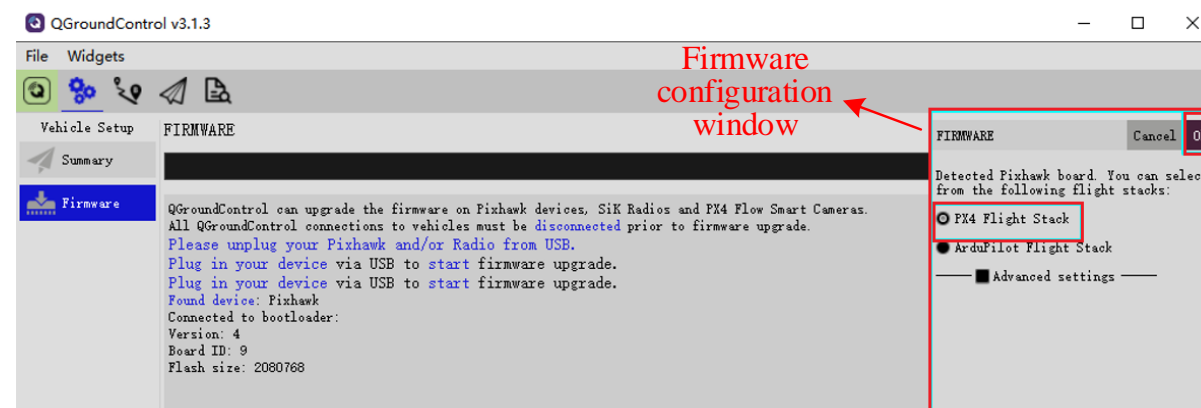 QGroundControl v3.1.3
File Widgets
Firmware
configuration
window
Vehicle Setup
FIRMWARE
Summary
Firmware
QGroundControl can upgrade the firmware on Pixhawk devices, SiK Radios and PX4 Flow Smart Cameras.
All QGroundControl connections to vehicles must be disconnected prior to firmware upgrade.
Please unplug your Pixhawk and/or Radio from USB.
Plug in your device via USB to start firmware upgrade.
Plug in your device via USB to start firmware upgrade.
Found device: Pixhawk
Connected to bootloader:
Version: 4
Board ID: 9
Flash size: 2080768
FIRMWARE Cancel
Detected Pixhawk board. You can selec
from the following flight stacks:
PX4 Flight Stack
ArduPilot Flight Stack
Advanced settings